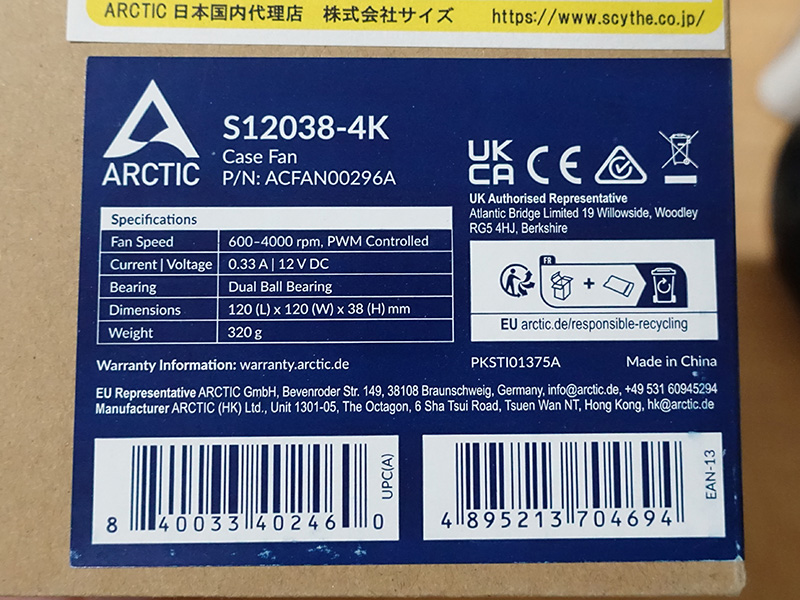 ARCTIC 日本国内代理店 株式会社サイズ https://www.scythe.co.jp/
ARCTIC
S12038-4K
Case Fan
P/N: ACFAN00296A
UK
CA CE
UK Authorised Representative
Atlantic Bridge Limited 19 Willowside, Woodley
RG5 4HJ, Berkshire
Specifications
Fan Speed 600–4000 rpm, PWM Controlled
Current | Voltage 0.33 A | 12 V DC
Bearing Dual Ball Bearing
Dimensions 120 (L) x 120 (W) x 38 (H) mm
Weight 320 g
FR
+
EU arctic.de/responsible-recycling
Warranty Information: warranty.arctic.de
PKSTI01375A Made in China
EU Representative ARCTIC GmbH, Bevenroder Str. 149, 38108 Braunschweig, Germany, info@arctic.de, +49 531 60945294
Manufacturer ARCTIC (HK) Ltd., Unit 1301-05, The Octagon, 6 Sha Tsui Road, Tsuen Wan NT, Hong Kong, hk@arctic.de
8 40033 40246 0
UPC(A)
4 895213 704694
EAN-13